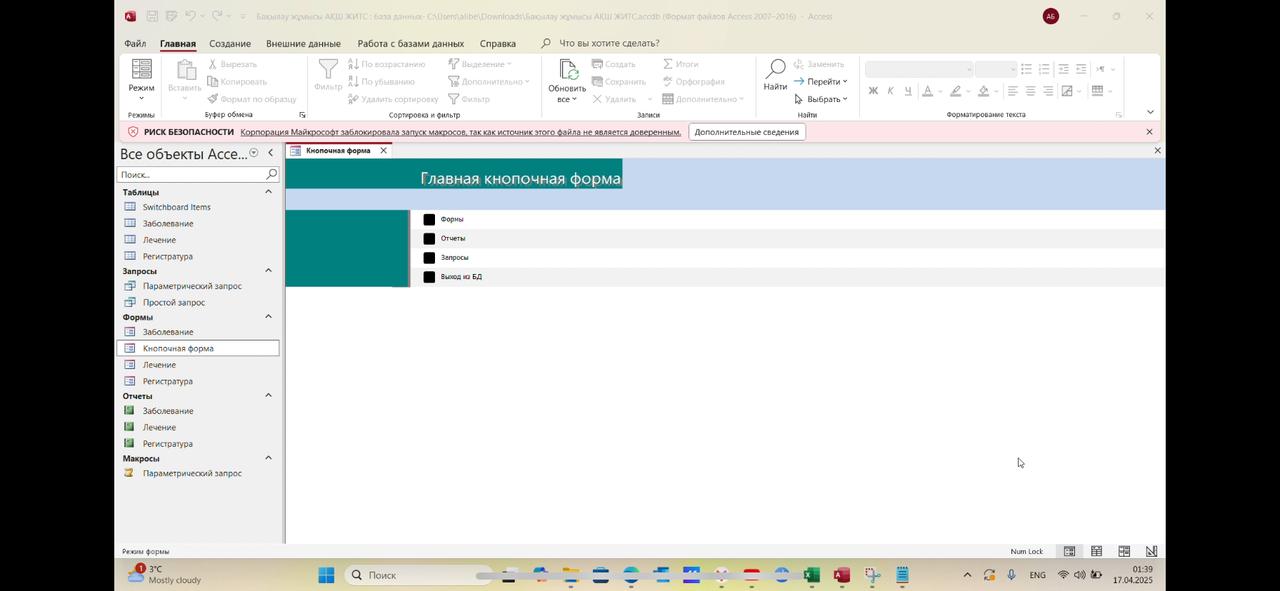 Бақылау жұмысы АҚШ ЖИТС : база данных- C:\Users\alibe\Downloads\Бақылау жұмысы АҚШ ЖИТС.accdb (Формат файлов Access 2007–2016) - Access
АБ
Файл Главная Создание Внешние данные Работа с базами данных Справка Что вы хотите сделать?
Режим
Режимы
Вставить
Вырезать
Копировать
Формат по образцу
Буфер обмена
Фильтр
По возрастанию
По убыванию
Удалить сортировку
Выделение
Дополнительно
Фильтр
Сортировка и фильтр
Обновить
все
Создать
Сохранить
Удалить
Итоги
Орфография
Дополнительно
Записи
Найти
Заменить
Перейти
Выбрать
Найти
Ж К Ч А
Форматирование текста
РИСК БЕЗОПАСНОСТИ Корпорация Майкрософт заблокировала запуск макросов, так как источник этого файла не является доверенным. Дополнительные сведения
Все объекты Acce...
Поиск...
Таблицы
Switchboard Items
Заболевание
Лечение
Регистратура
Запросы
Параметрический запрос
Простой запрос
Формы
Заболевание
Кнопочная форма
Лечение
Регистратура
Отчеты
Заболевание
Лечение
Регистратура
Макросы
Параметрический запрос
Кнопочная форма
Главная кнопочная форма
Формы
Отчеты
Запросы
Выход из БД
Режим формы
Num Lock
1
3°C
Mostly cloudy
Поиск
ENG
01:39
17.04.2025